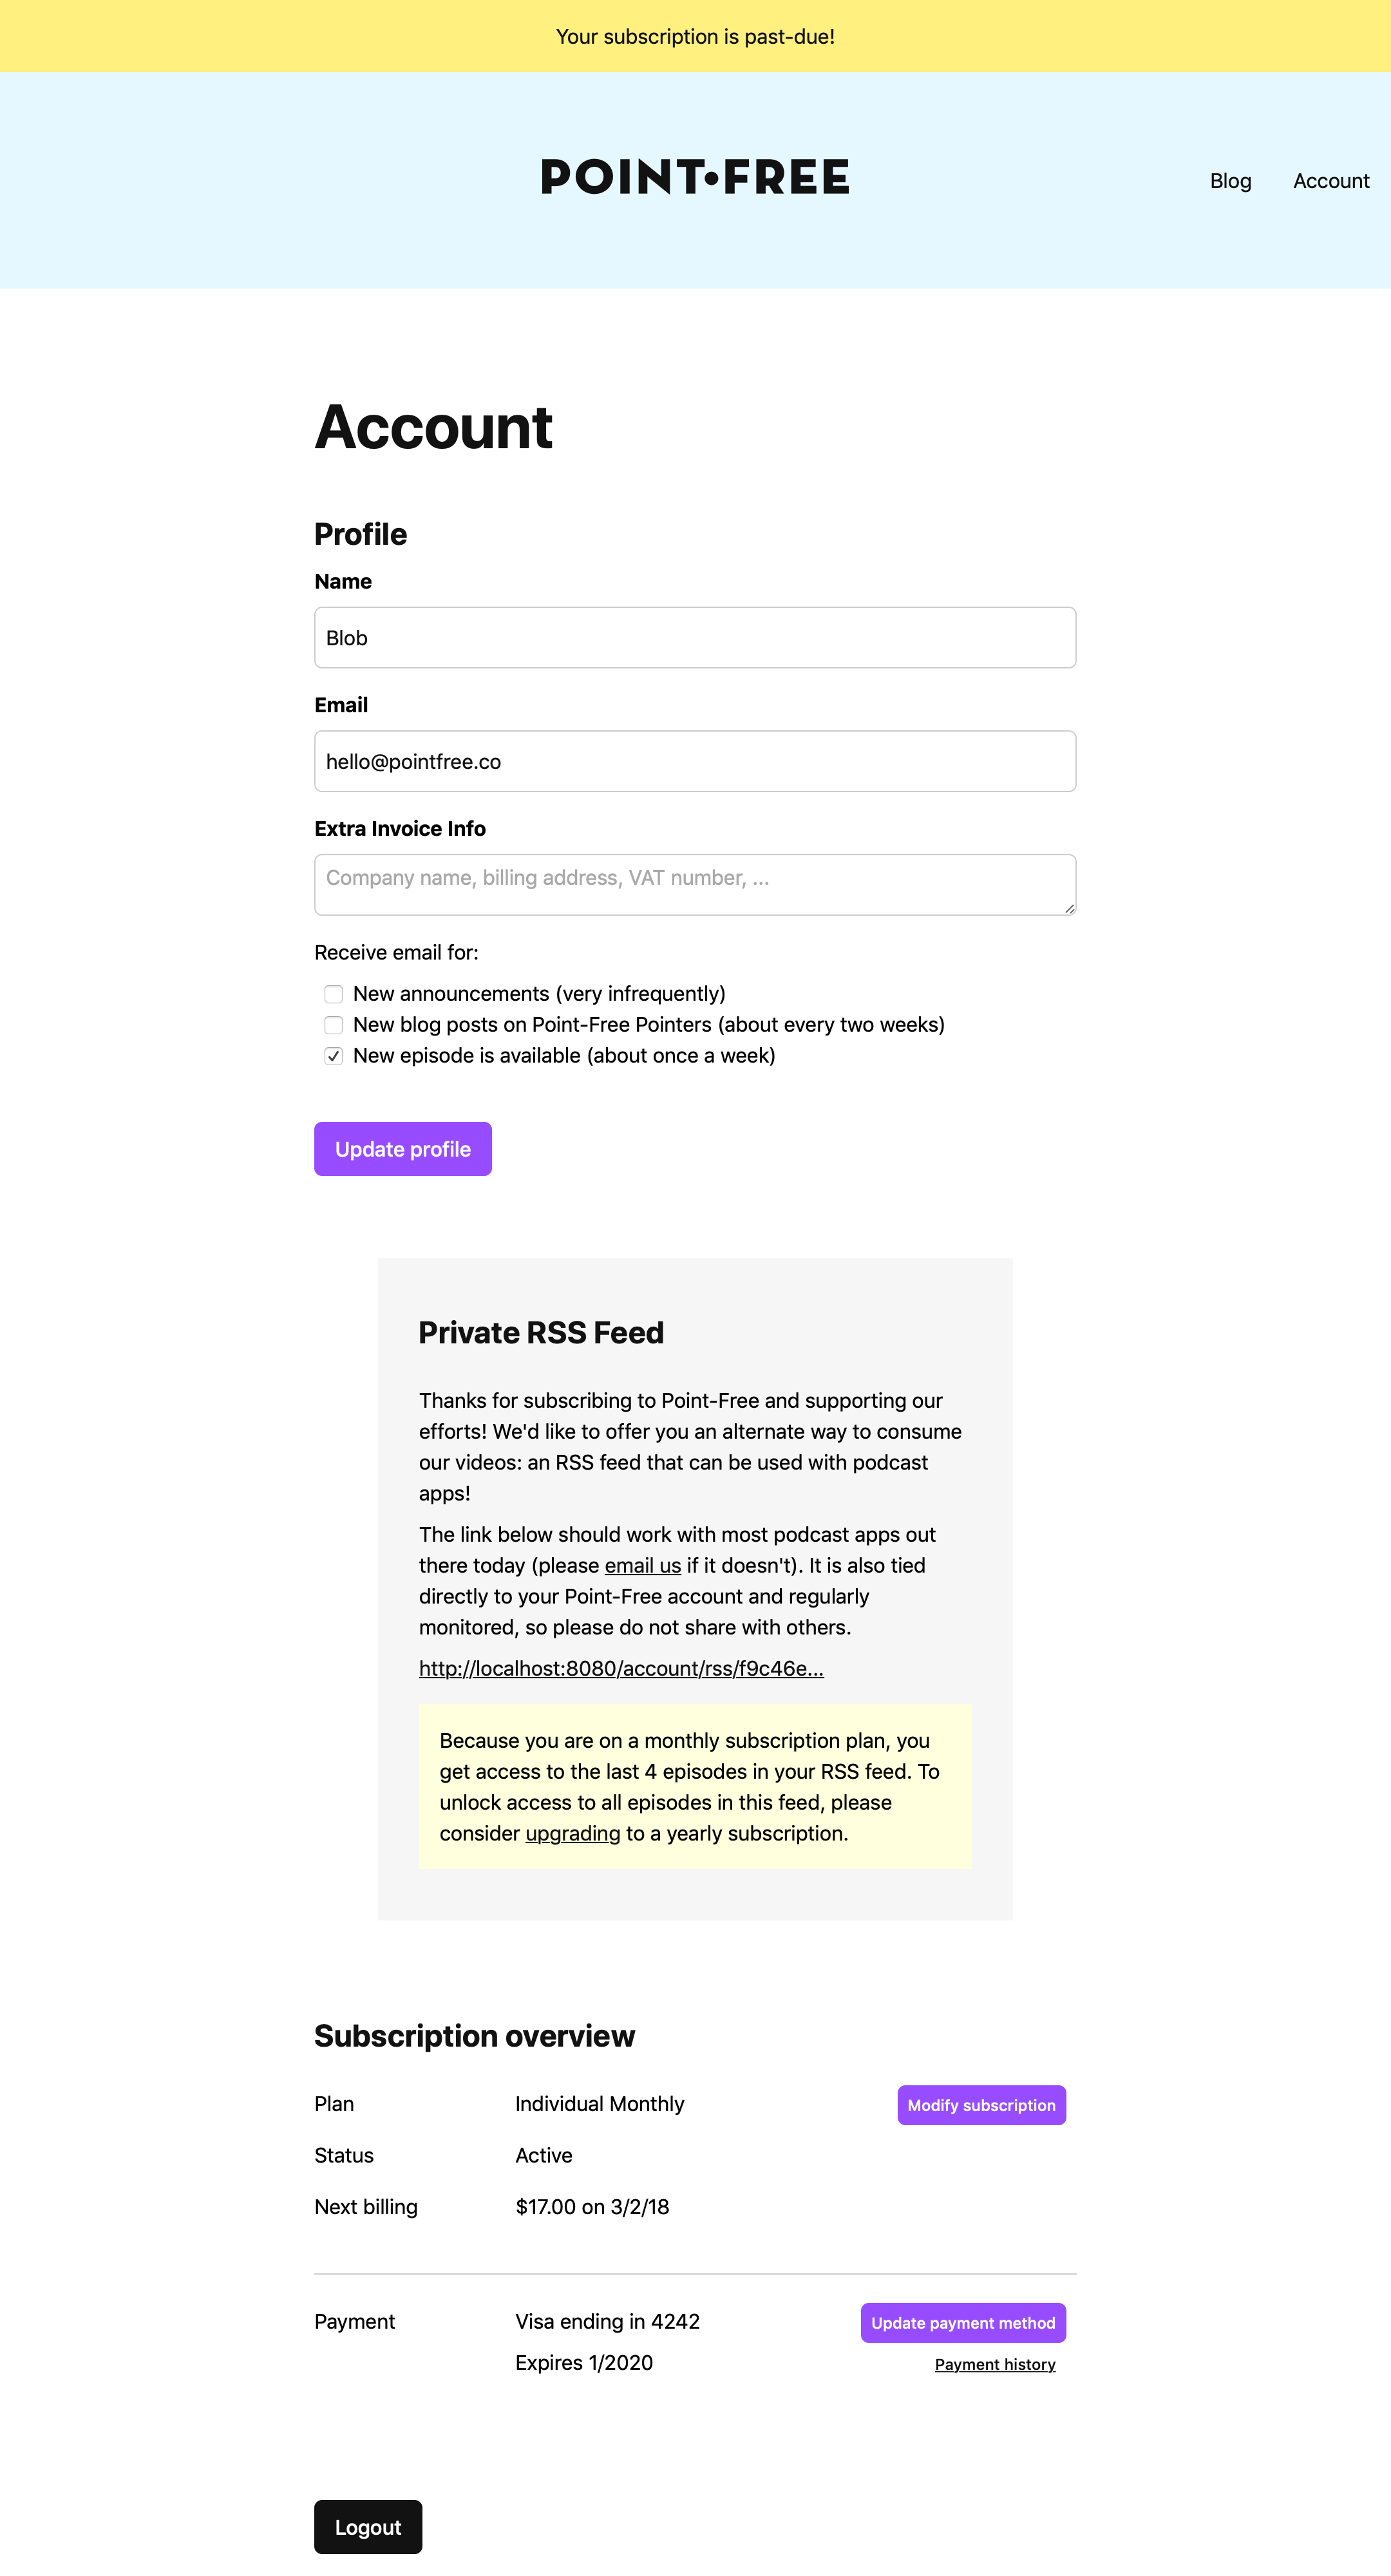 Your subscription is past-due!
POINT•FREE
Blog Account
Account
Profile
Name
Blob
Email
hello@pointfree.co
Extra Invoice Info
Company name, billing address, VAT number, ...
Receive email for:
New announcements (very infrequently)
New blog posts on Point-Free Pointers (about every two weeks)
New episode is available (about once a week)
Update profile
Private RSS Feed
Thanks for subscribing to Point-Free and supporting our
efforts! We'd like to offer you an alternate way to consume
our videos: an RSS feed that can be used with podcast
apps!
The link below should work with most podcast apps out
there today (please email us if it doesn't). It is also tied
directly to your Point-Free account and regularly
monitored, so please do not share with others.
http://localhost:8080/account/rss/f9c46e...
Because you are on a monthly subscription plan, you
get access to the last 4 episodes in your RSS feed. To
unlock access to all episodes in this feed, please
consider upgrading to a yearly subscription.
Subscription overview
Plan Individual Monthly Modify subscription
Status Active
Next billing $17.00 on 3/2/18
Payment Visa ending in 4242 Update payment method
Expires 1/2020 Payment history
Logout